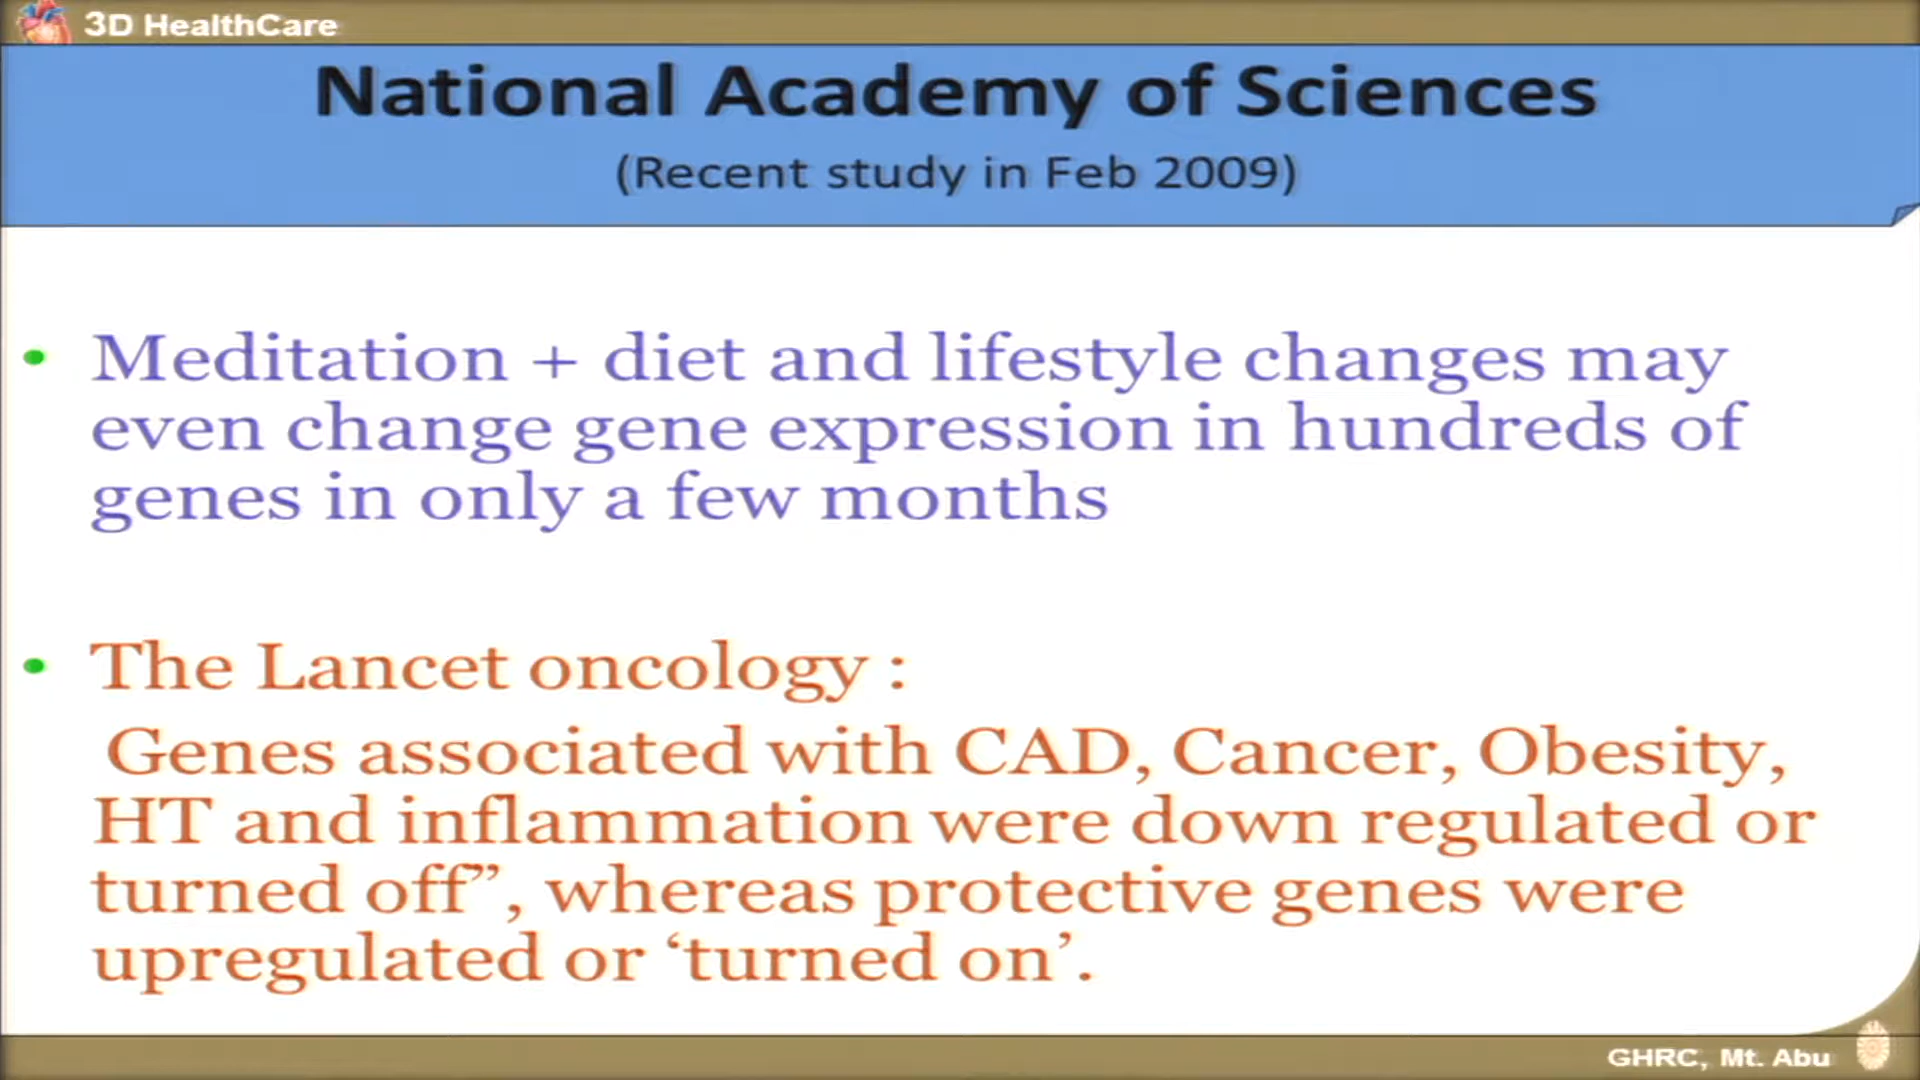 3D HealthCare
National Academy of Sciences
(Recent study in Feb 2009)
• Meditation + diet and lifestyle changes may
even change gene expression in hundreds of
genes in only a few months
• The Lancet oncology :
Genes associated with CAD, Cancer, Obesity,
HT and inflammation were down regulated or
turned off”, whereas protective genes were
upregulated or ‘turned on’.
GHRC, Mt. Abu